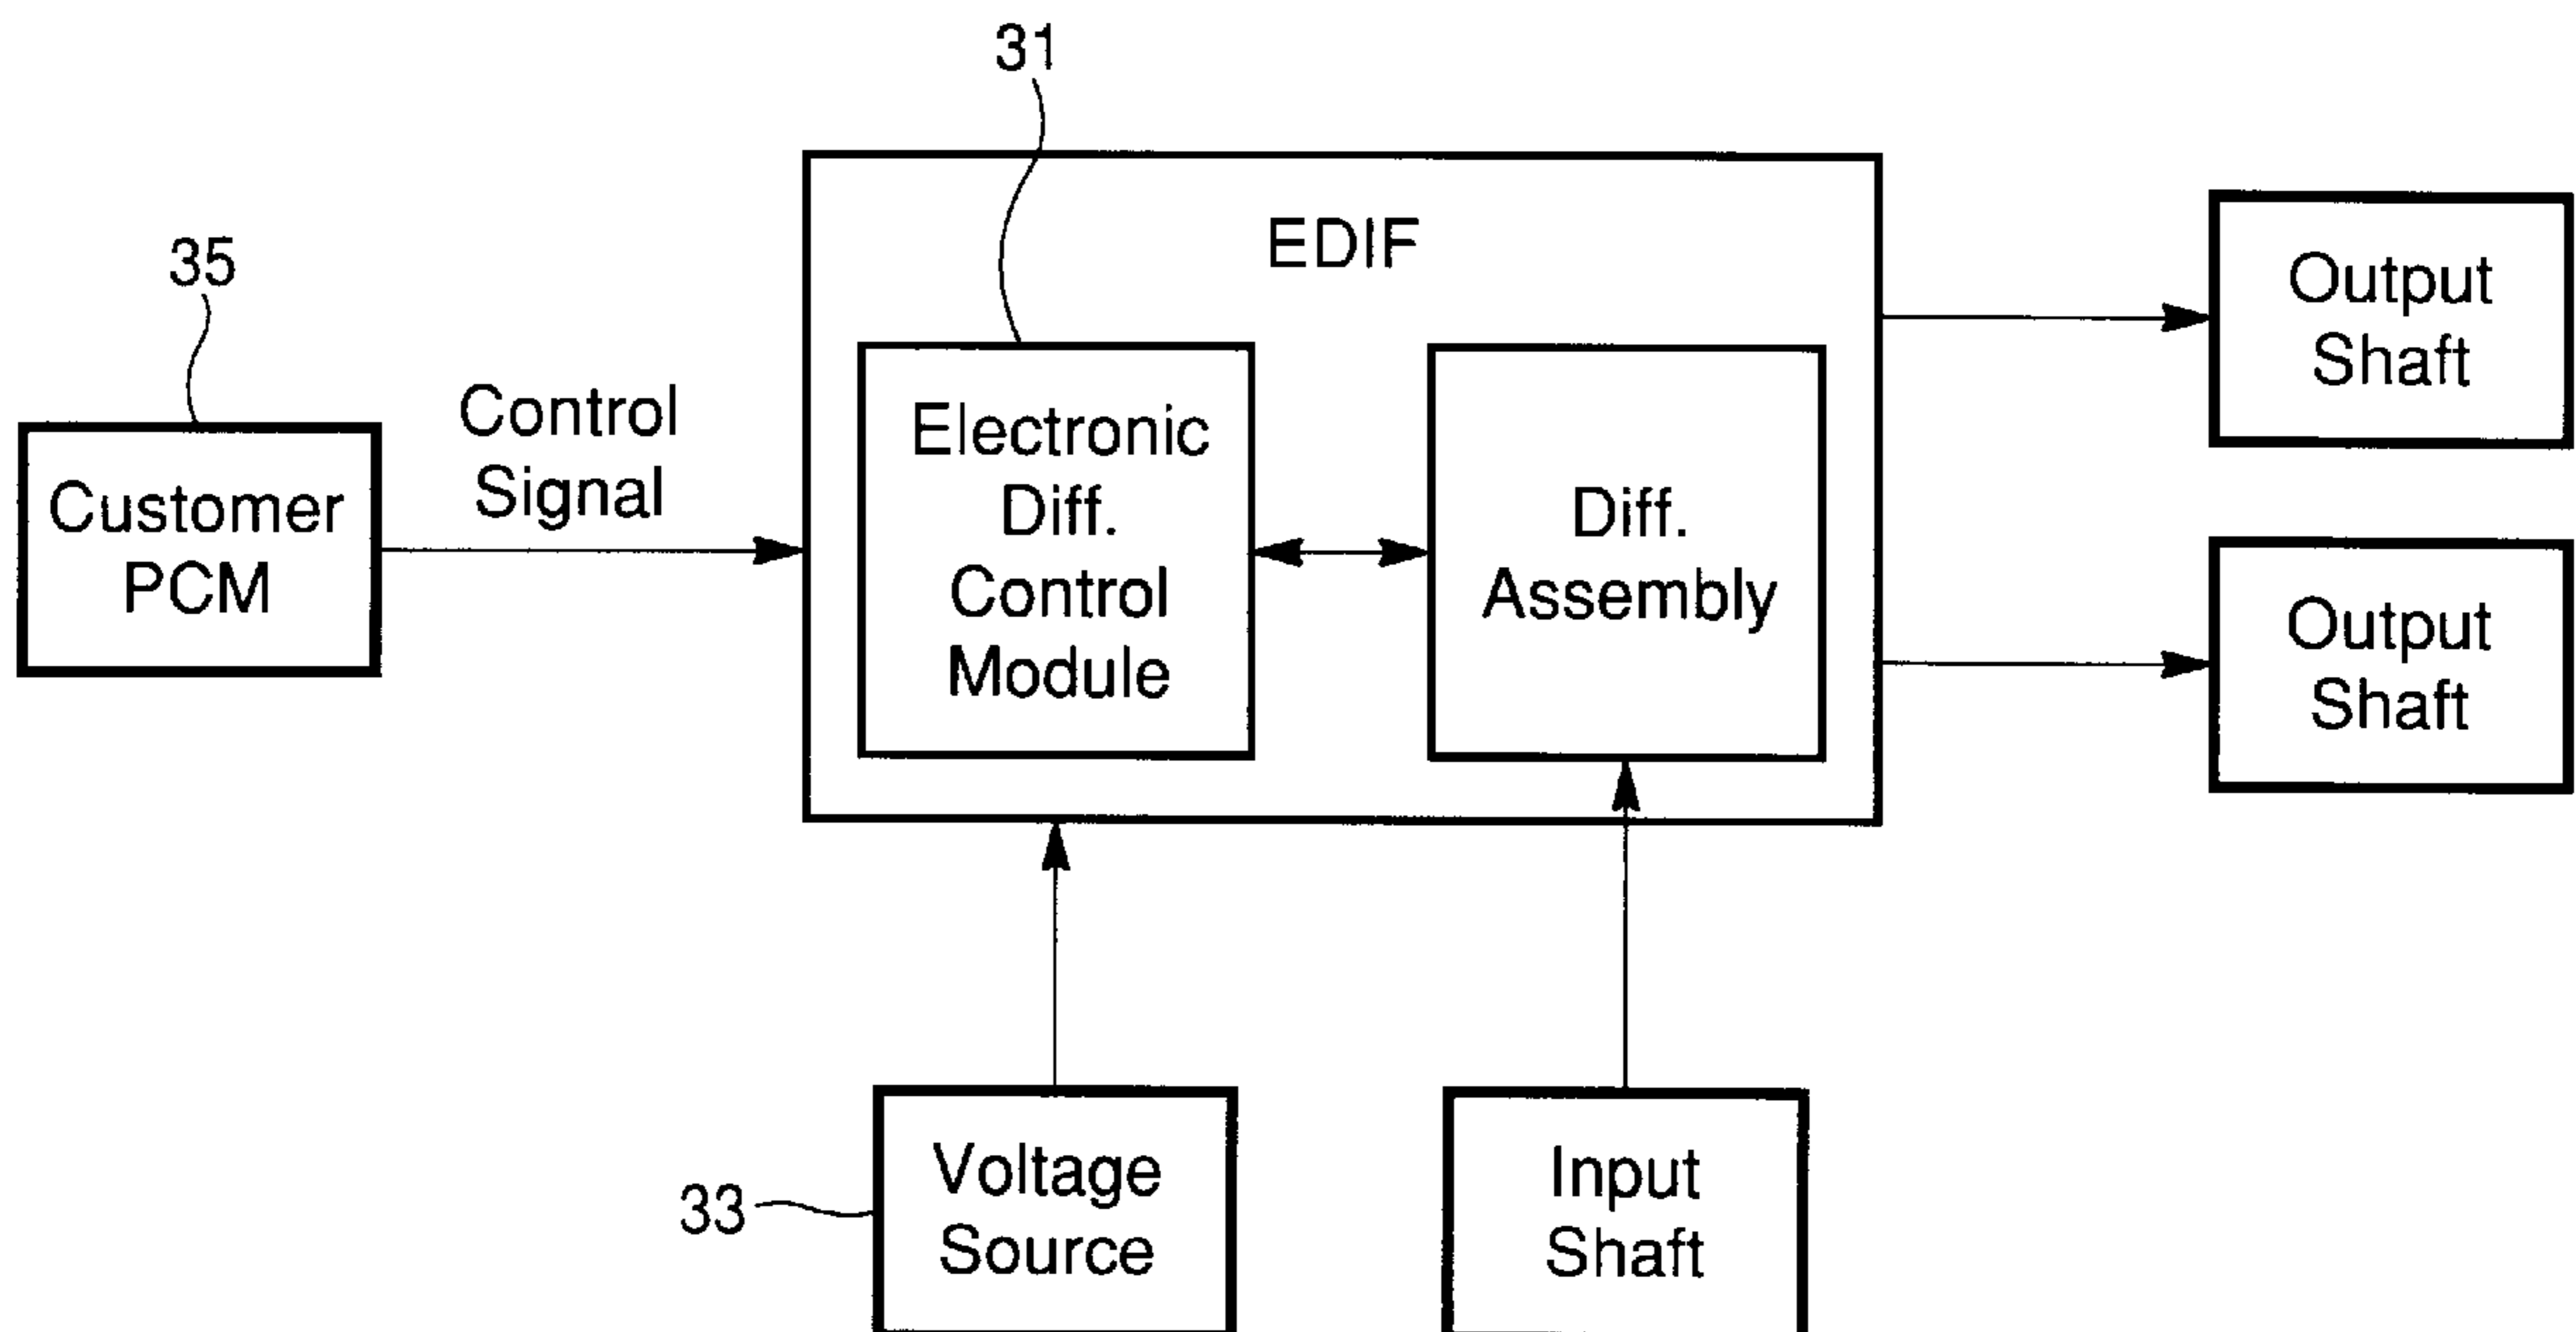 31
EDIF
35
Control
Signal
Customer
PCM
Electronic
Diff.
Control
Module
Diff.
Assembly
Output
Shaft
Output
Shaft
33
Voltage
Source
Input
Shaft